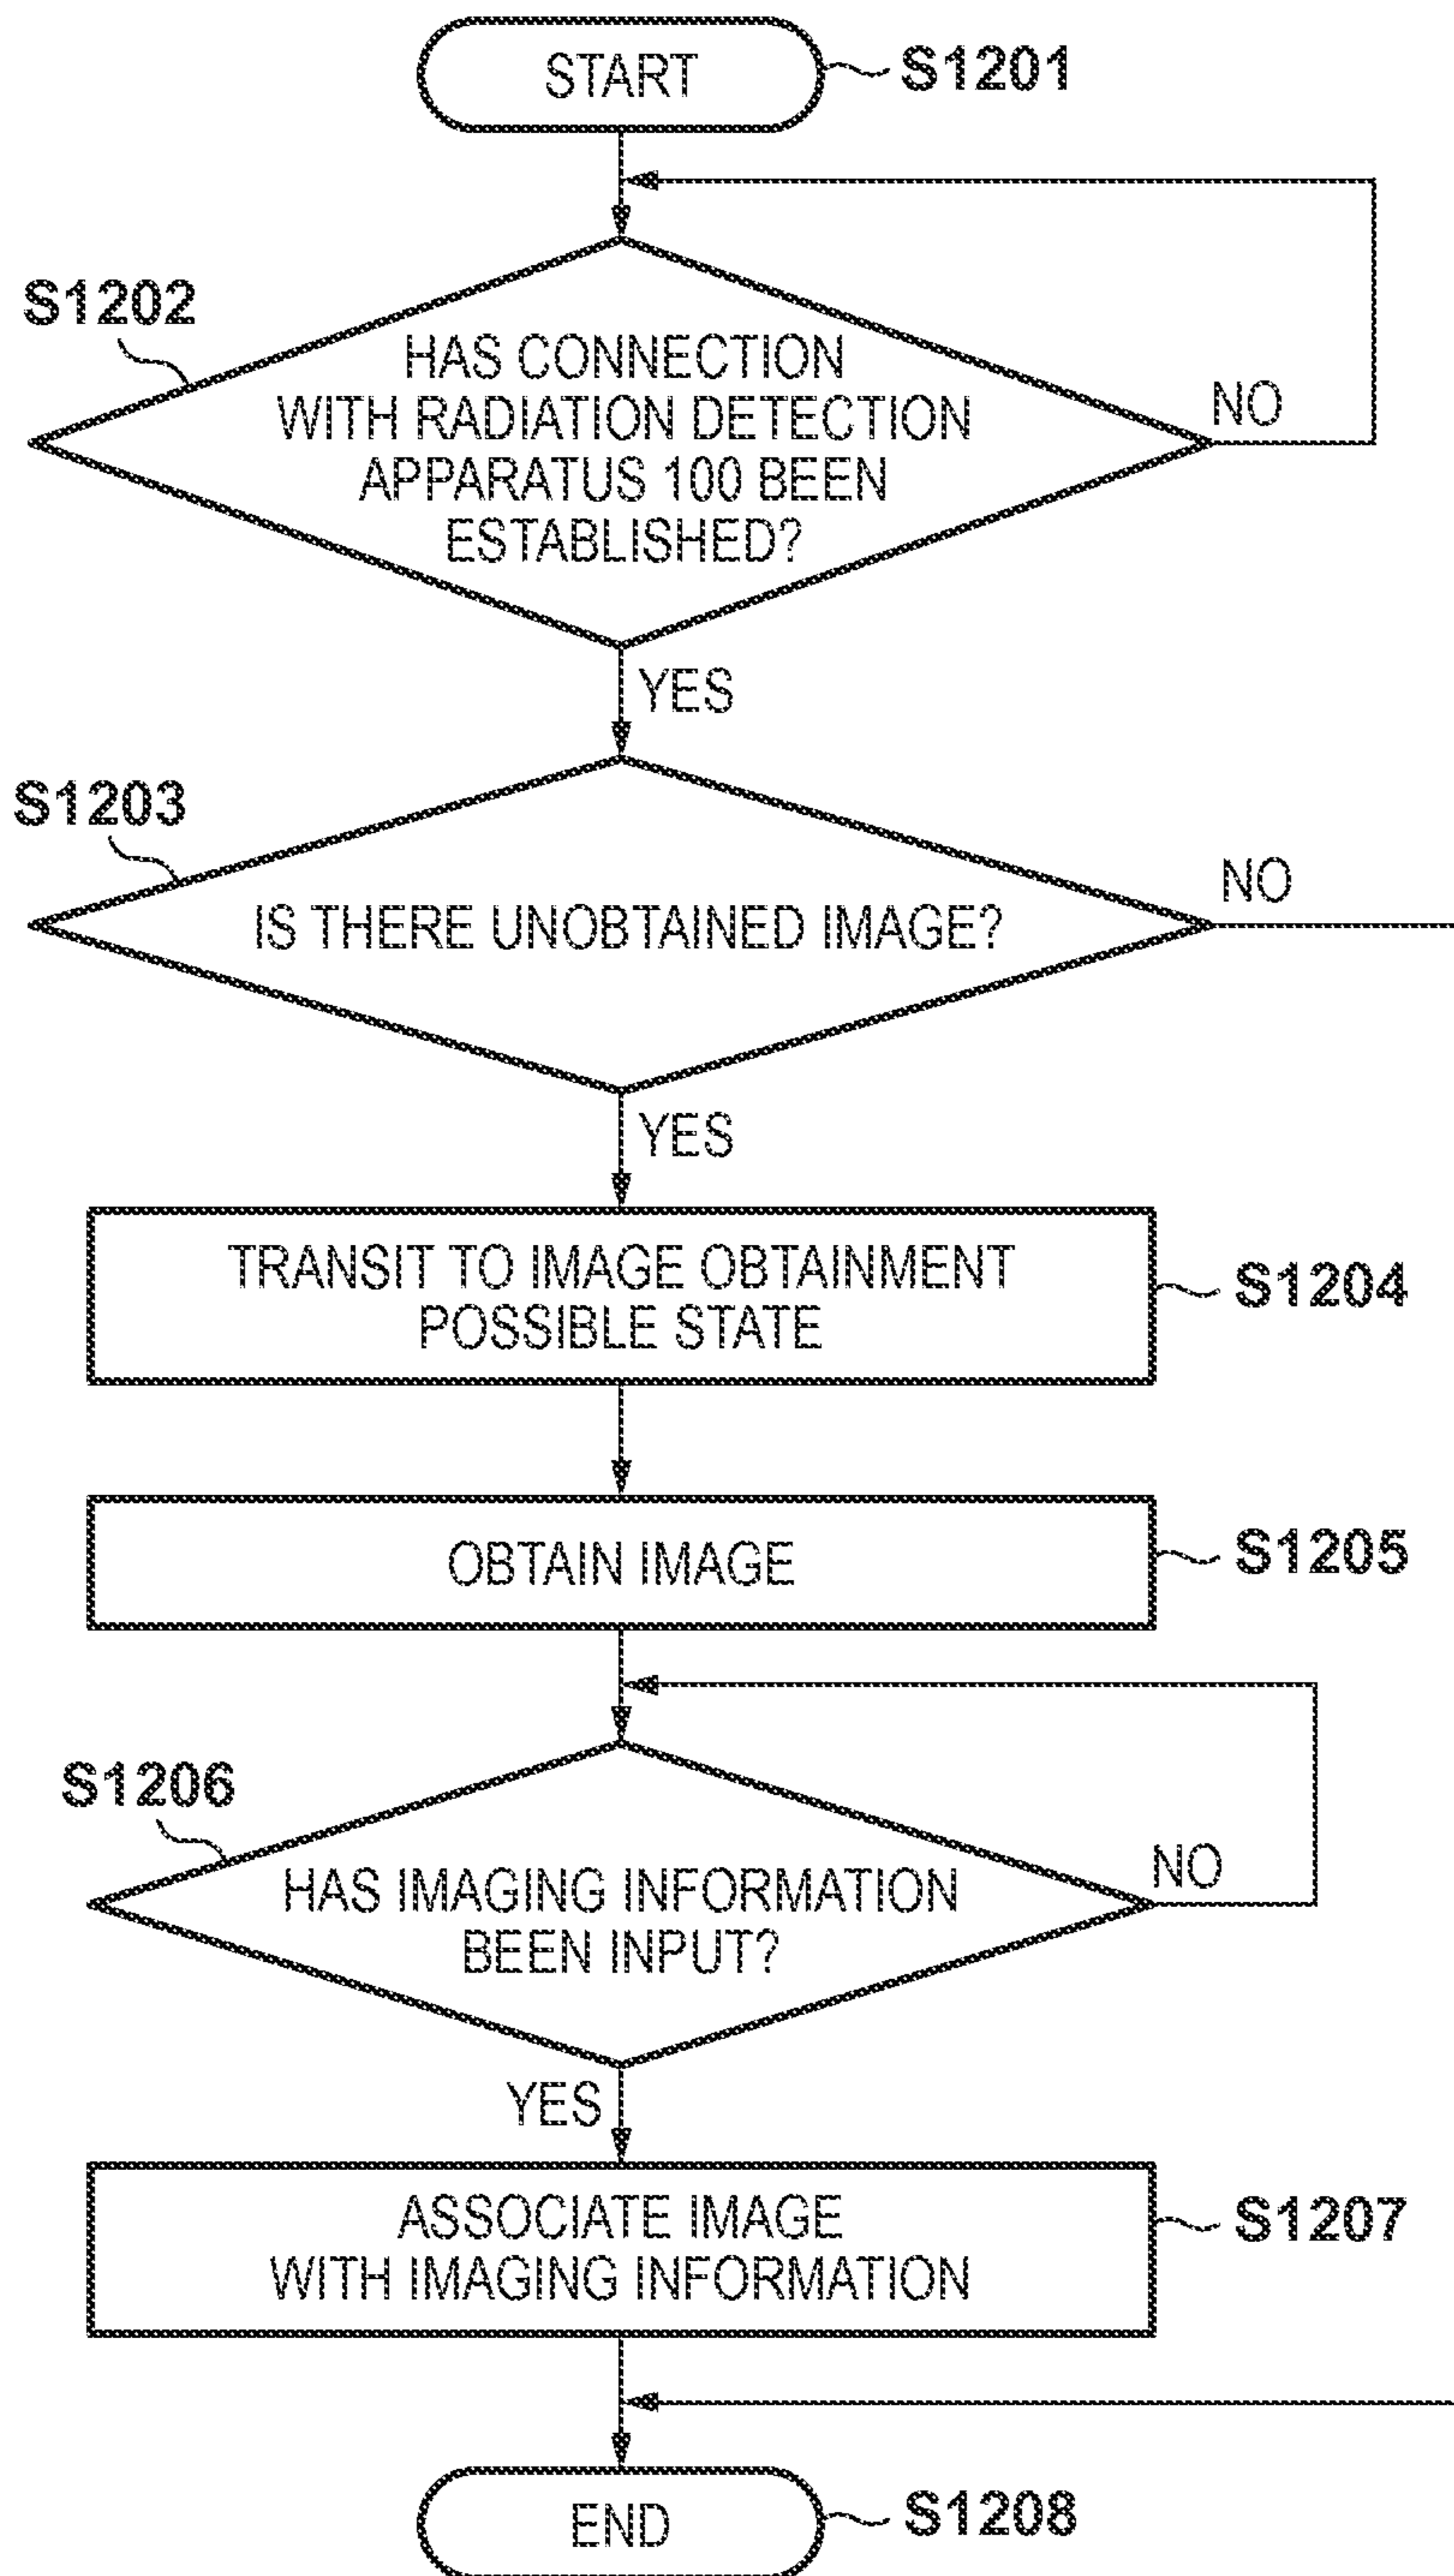 START
S1201
S1202
HAS CONNECTION
WITH RADIATION DETECTION
APPARATUS 100 BEEN
ESTABLISHED?
NO
YES
S1203
IS THERE UNOBTAINED IMAGE?
NO
YES
TRANSIT TO IMAGE OBTAINMENT
POSSIBLE STATE
S1204
OBTAIN IMAGE
S1205
S1206
HAS IMAGING INFORMATION
BEEN INPUT?
NO
YES
ASSOCIATE IMAGE
WITH IMAGING INFORMATION
S1207
END
S1208